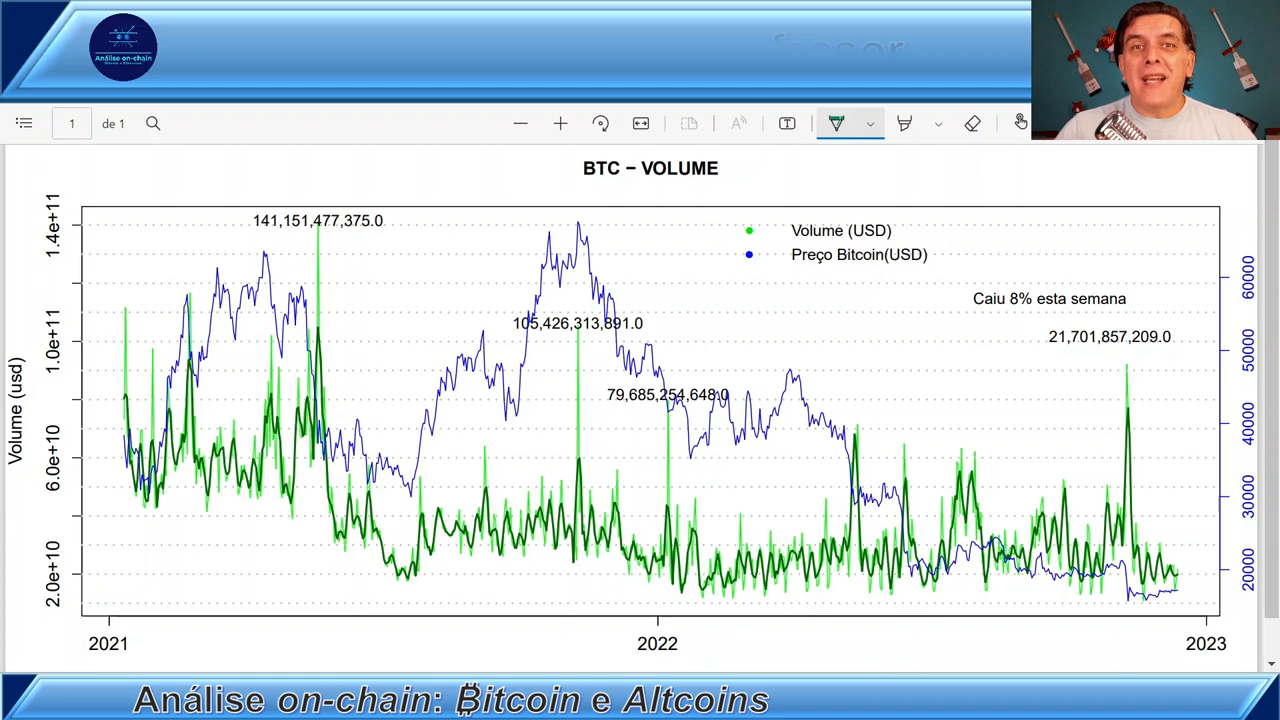 Análise on-chain
Bitcoin e Ethereum
1 de 1
BTC − VOLUME
141,151,477,375.0
Volume (USD)
Preço Bitcoin(USD)
Caiu 8% esta semana
105,426,313,891.0
21,701,857,209.0
79,685,254,648.0
Volume (usd)
1.4e+11
1.0e+11
6.0e+10
2.0e+10
60000
50000
40000
30000
20000
2021
2022
2023
Análise on-chain: ₿itcoin e Altcoins